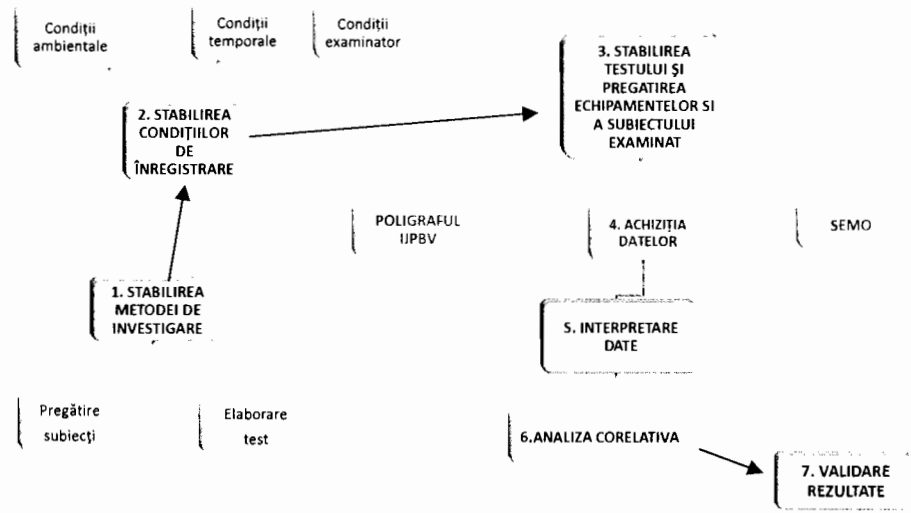 Condiții
ambientale
Condiții
temporale
Condiții
examinator
3. STABILIREA
TESTULUI ȘI
PREGATIREA
ECHIPAMENTELOR SI
A SUBIECTULUI
EXAMINAT
2. STABILIREA
CONDIȚIILOR
DE
ÎNREGISTRARE
POLIGRAFUL
IJPBV
4. ACHIZIȚIA
DATELOR
SEMO
1. STABILIREA
METODEI DE
INVESTIGARE
5. INTERPRETARE
DATE
Pregătire
subiecți
Elaborare
test
6.ANALIZA CORELATIVA
7. VALIDARE
REZULTATE